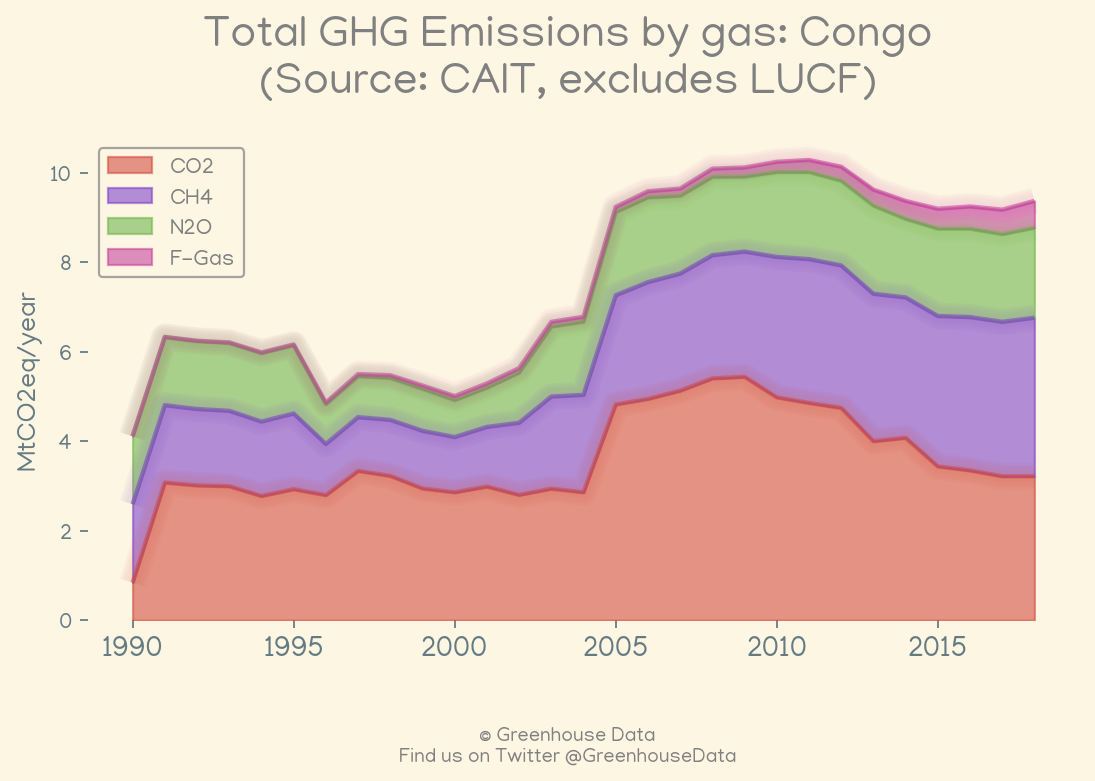 Total GHG Emissions by gas: Congo
(Source: CAIT, excludes LUCF)
CO2
CH4
N2O
F-Gas
MtCO2eq/year
10
8
6
4
2
0
1990 1995 2000 2005 2010 2015
© Greenhouse Data
Find us on Twitter @GreenhouseData